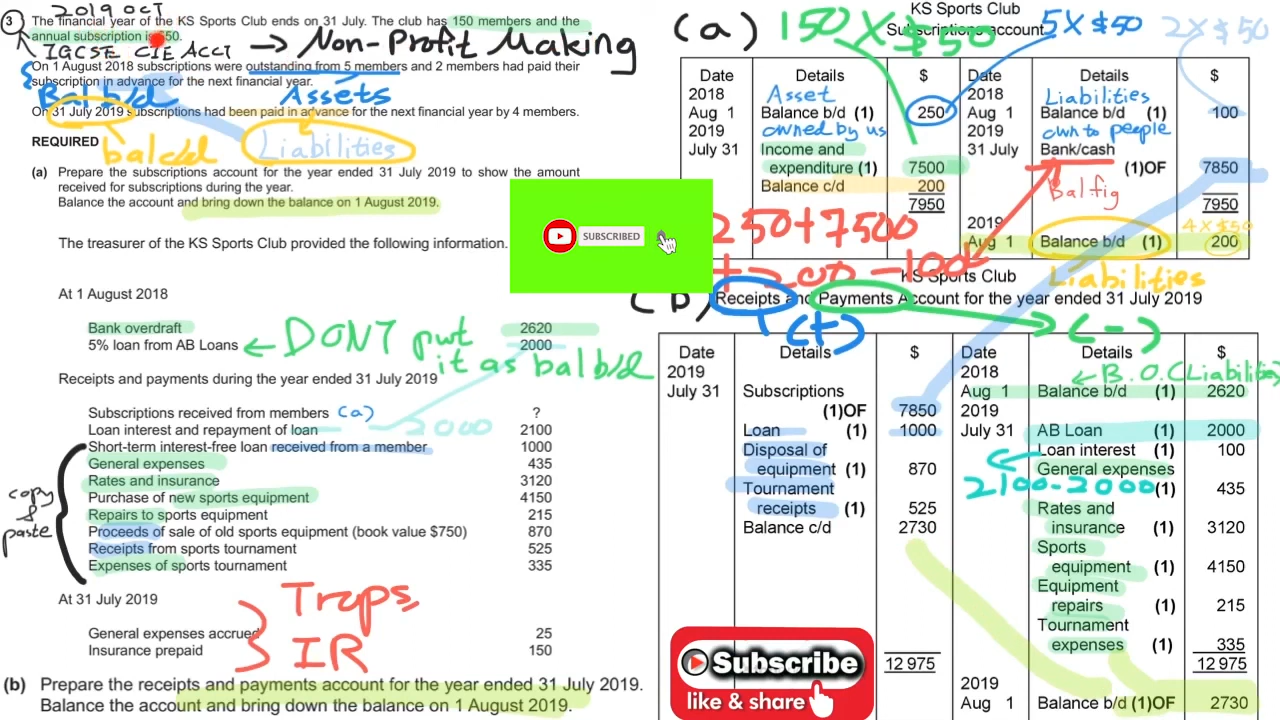 2019 OCT
3 The financial year of the KS Sports Club ends on 31 July. The club has 150 members and the
annual subscription is $50.
IGCSE CIE ACCT → Non-Profit Making
On 1 August 2018 subscriptions were outstanding from 5 members and 2 members had paid their
subscription in advance for the next financial year.
Bal b/d Assets
On 31 July 2019 subscriptions had been paid in advance for the next financial year by 4 members.
REQUIRED
bal c/d Liabilities
(a) Prepare the subscriptions account for the year ended 31 July 2019 to show the amount
received for subscriptions during the year.
Balance the account and bring down the balance on 1 August 2019.
The treasurer of the KS Sports Club provided the following information.
At 1 August 2018
Bank overdraft 2620
5% loan from AB Loans 2000
DON'T put
it as bal b/d
Receipts and payments during the year ended 31 July 2019
Subscriptions received from members (a) ?
Loan interest and repayment of loan 2000 2100
Short-term interest-free loan received from a member 1000
General expenses 435
Rates and insurance 3120
Purchase of new sports equipment 4150
Repairs to sports equipment 215
Proceeds of sale of old sports equipment (book value $750) 870
Receipts from sports tournament 525
Expenses of sports tournament 335
copy
&
paste
At 31 July 2019
General expenses accrued 25
Insurance prepaid 150
Traps
IR
(b) Prepare the receipts and payments account for the year ended 31 July 2019.
Balance the account and bring down the balance on 1 August 2019.
SUBSCRIBED
(a) 150 X $50
KS Sports Club
Subscriptions account
5 X $50 2 X $50
Date Details $ Date Details $
2018 Asset 2018 Liabilities
Aug 1 Balance b/d (1) 250 Aug 1 Balance b/d (1) 100
2019 owned by us 2019 own to people
July 31 Income and 31 July Bank/cash
expenditure (1) 7500 (1)OF 7850
Balance c/d 200 Bal fig
7950 7950
2019
4 X $50
Aug 1 Balance b/d (1) 200
250 + 7500
+ 200 - 100
Liabilities
KS Sports Club
(b) Receipts and Payments Account for the year ended 31 July 2019
(+) (-)
Date Details $ Date Details $
2019 2018
B.O (Liabilities)
July 31 Subscriptions Aug 1 Balance b/d (1) 2620
(1)OF 7850 2019
Loan (1) 1000 July 31 AB Loan (1) 2000
Disposal of Loan interest (1) 100
equipment (1) 870 General expenses
2100-2000
Tournament (1) 435
receipts (1) 525 Rates and
Balance c/d 2730 insurance (1) 3120
Sports
equipment (1) 4150
Equipment
repairs (1) 215
Tournament
expenses (1) 335
12 975 12 975
2019
Aug 1 Balance b/d (1)OF 2730
Subscribe
like & share